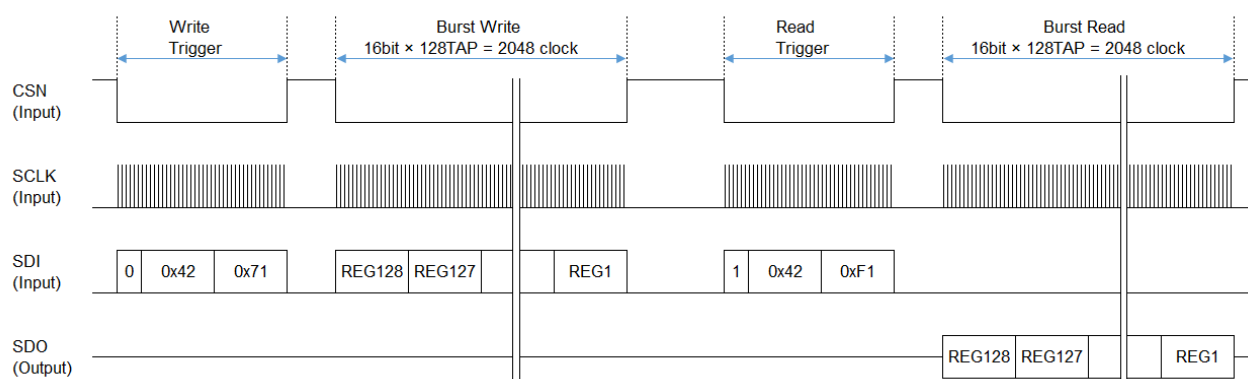 Write
Trigger
Burst Write
16bit × 128TAP = 2048 clock
Read
Trigger
Burst Read
16bit × 128TAP = 2048 clock
CSN
(Input)
SCLK
(Input)
SDI
(Input)
0 0x42 0x71 REG128 REG127 REG1 1 0x42 0xF1
SDO
(Output)
REG128 REG127 REG1